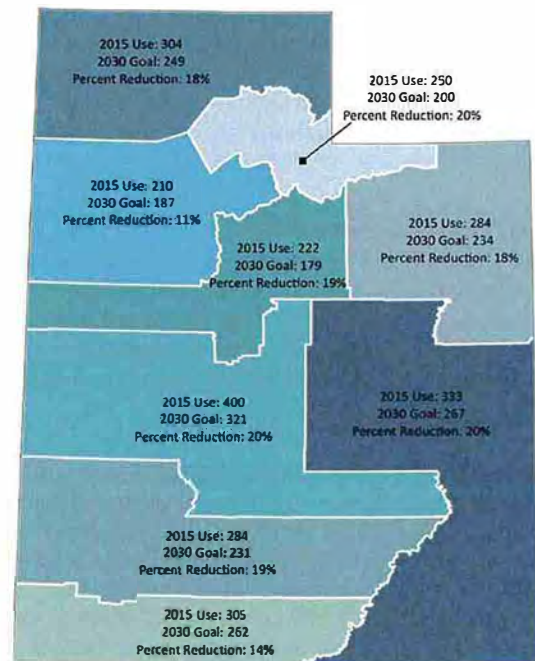 2015 Use: 304
2030 Goal: 249
Percent Reduction: 18%
2015 Use: 250
2030 Goal: 200
Percent Reduction: 20%
2015 Use: 210
2030 Goal: 187
Percent Reduction: 11%
2015 Use: 222
2030 Goal: 179
Percent Reduction: 19%
2015 Use: 284
2030 Goal: 234
Percent Reduction: 18%
2015 Use: 400
2030 Goal: 321
Percent Reduction: 20%
2015 Use: 333
2030 Goal: 267
Percent Reduction: 20%
2015 Use: 284
2030 Goal: 231
Percent Reduction: 19%
2015 Use: 305
2030 Goal: 262
Percent Reduction: 14%